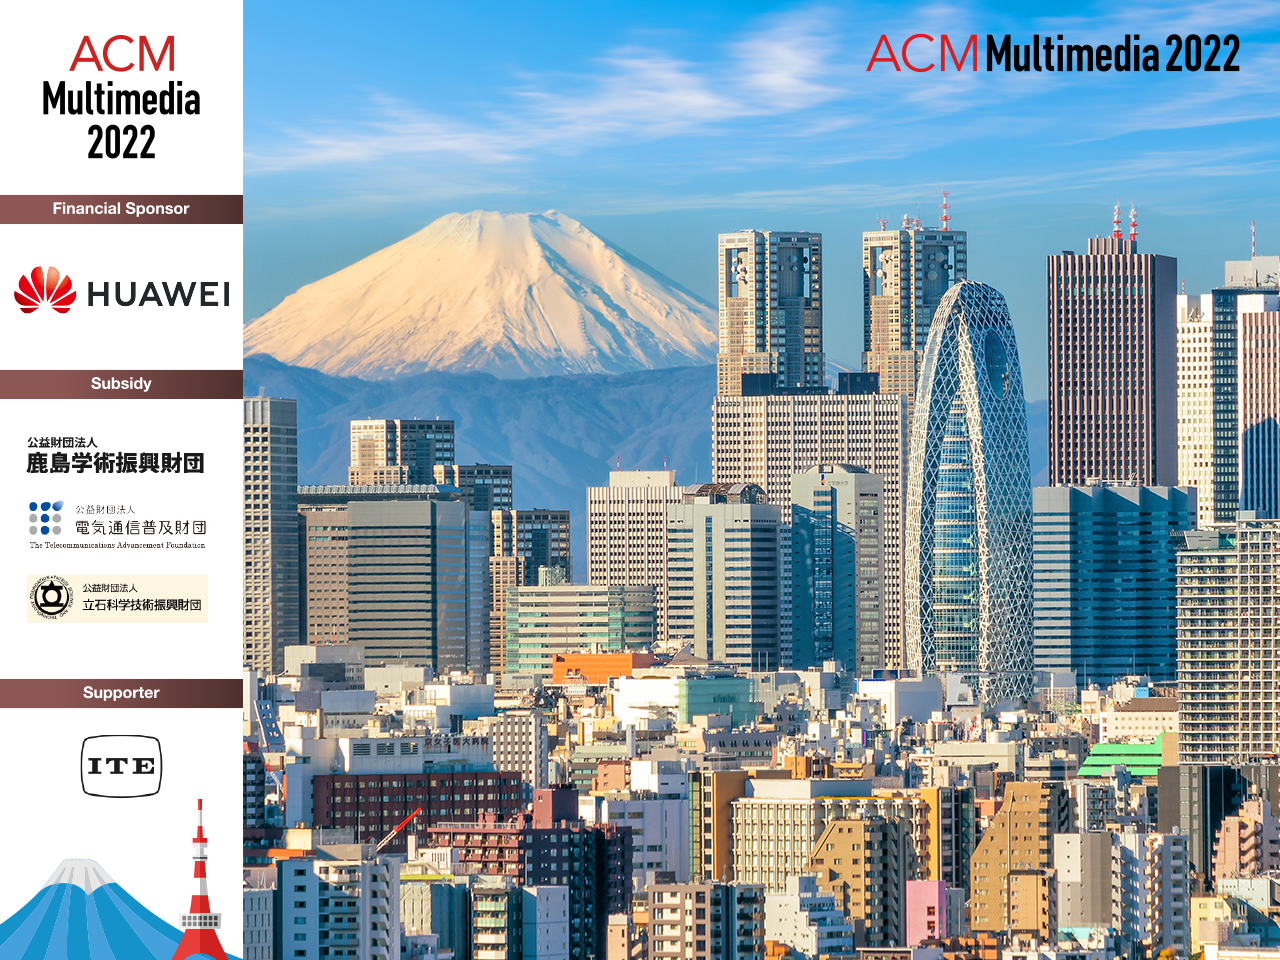 ACM
Multimedia
2022
Financial Sponsor
HUAWEI
Subsidy
公益財団法人
鹿島学術振興財団
公益財団法人
電気通信普及財団
The Telecommunications Advancement Foundation
公益財団法人
立石科学技術振興財団
Supporter
ITE
ACM Multimedia 2022